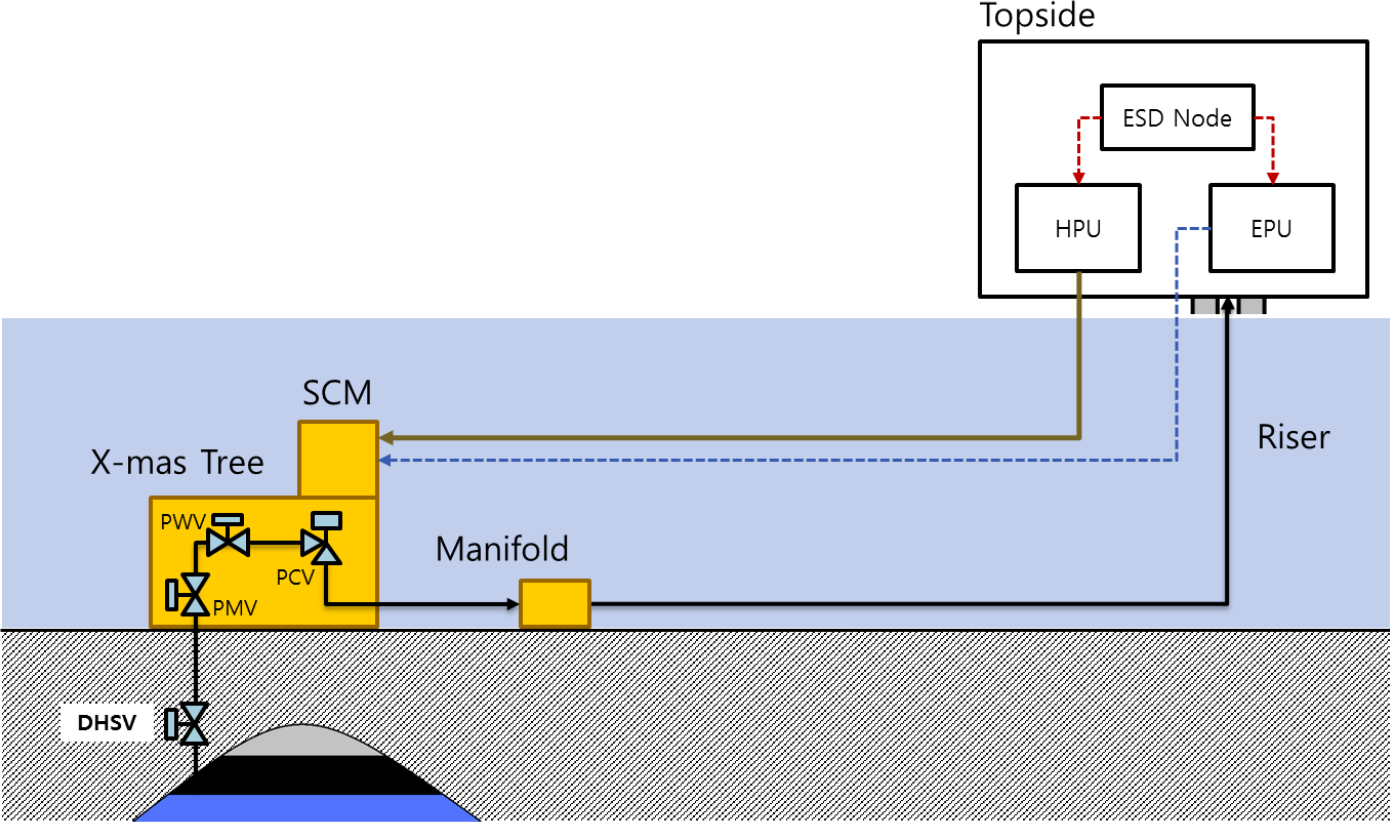 Topside
ESD Node
HPU
EPU
SCM
X-mas Tree
Riser
PWV
Manifold
PCV
PMV
DHSV